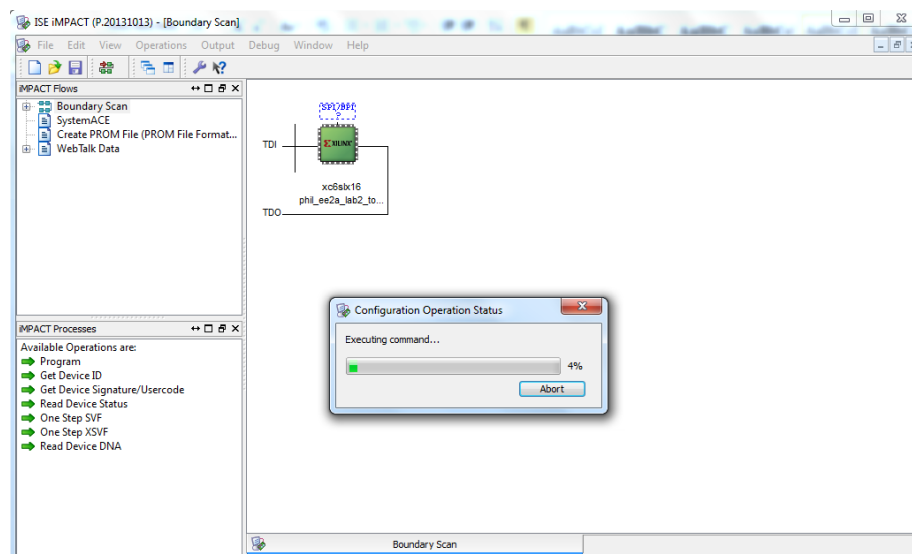 ISE iMPACT (P.20131013) - [Boundary Scan]
File Edit View Operations Output Debug Window Help
iMPACT Flows
Boundary Scan
SystemACE
Create PROM File (PROM File Format...
WebTalk Data
SPI/BPI
?
TDI
XILINX
xc6slx16
phil_ee2a_lab2_to...
TDO
Configuration Operation Status
Executing command...
4%
Abort
iMPACT Processes
Available Operations are:
Program
Get Device ID
Get Device Signature/Usercode
Read Device Status
One Step SVF
One Step XSVF
Read Device DNA
Boundary Scan